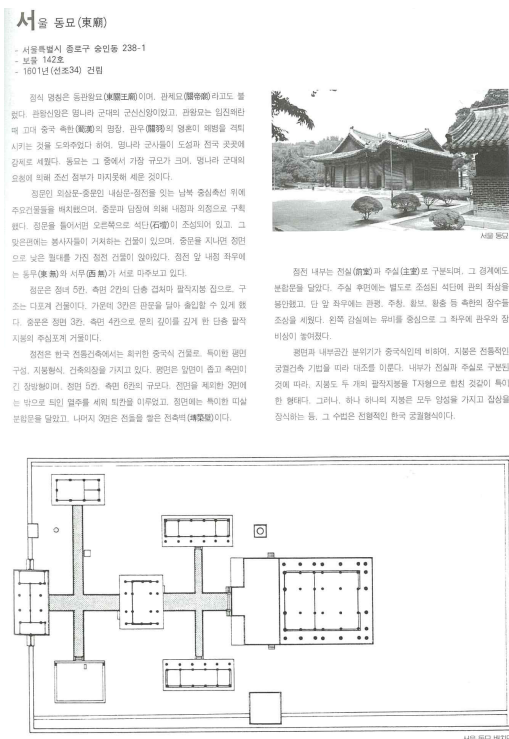 서울 동묘(東廟)
- 서울특별시 종로구 숭인동 238-1
- 보물 142호
- 1601년(선조34) 건립
정식 명칭은 동관왕묘(東關王廟)이며, 관제묘(關帝廟)라고도 불
렀다. 관왕신앙은 명나라 군대의 군신신앙이었고, 관왕묘는 임진왜란
때 고대 중국 촉한(蜀漢)의 명장, 관우(關羽)의 영혼이 왜병을 격퇴
시키는 것을 도와주었다 하여, 명나라 군사들이 도성과 전국 곳곳에
강제로 세웠다. 동묘는 그 중에서 가장 규모가 크며, 명나라 군대의
요청에 의해 조선 정부가 마지못해 세운 것이다.
정문인 외삼문-중문인 내삼문-정전을 잇는 남북 중심축선 위에
주요건물들을 배치했으며, 중문과 담장에 의해 내정과 외정으로 구획
했다. 정문을 들어서면 오른쪽으로 석단(石壇)이 조성되어 있고, 그
맞은편에는 봉사자들이 거처하는 건물이 있으며, 중문을 지나면 정면
으로 낮은 월대를 가진 정전 건물이 앉아있다. 정전 앞 내정 좌우에
는 동무(東無)와 서무(西無)가 서로 마주보고 있다.
정문은 정네 5칸, 측면 2칸의 단층 겹처마 팔작지붕 집으로, 구
조는 다포계 건물이다. 가운데 3칸은 판문을 달아 출입할 수 있게 했
다. 중문은 정면 3칸, 측면 4칸으로 문의 깊이를 깊게 한 단층 팔작
지붕의 주심포계 건물이다.
정전은 한국 전통건축에서는 희귀한 중국식 건물로, 특이한 평면
구성, 지붕형식, 건축의장을 가지고 있다. 평면은 앞면이 좁고 측면이
긴 장방형이며, 정면 5칸, 측면 6칸의 규모다. 전면을 제외한 3면에
는 밖으로 틔인 열주를 세워 퇴칸을 이루었고, 정면에는 특이한 띠살
분합문을 달았고, 나머지 3면은 전돌을 쌓은 전축벽이다.
서울 동묘
정전 내부는 전실(前室)과 주실(主室)로 구분되며, 그 경계에도
분합문을 달았다. 주실 후면에는 별도로 조성된 석단에 관의 좌상을
봉안했고, 단 앞 좌우에는 관평, 주창, 황보, 황충 등 촉한의 장수들
조상을 세웠다. 왼쪽 감실에는 유비를 중심으로 그 좌우에 관우와 장
비상이 놓여졌다.
평면과 내부공간 분위기가 중국식인데 비하여, 지붕은 전통적인
궁궐건축 기법을 따라 대조를 이룬다. 내부가 전실과 주실로 구분된
것에 따라, 지붕도 두 개의 팔작지붕을 T자형으로 합친 것같이 특이
한 형태다. 그러나, 하나 하나의 지붕은 모두 양성을 가지고 잡상을
장식하는 등, 그 수법은 전형적인 한국 궁궐형식이다.
서울 동묘 배치도